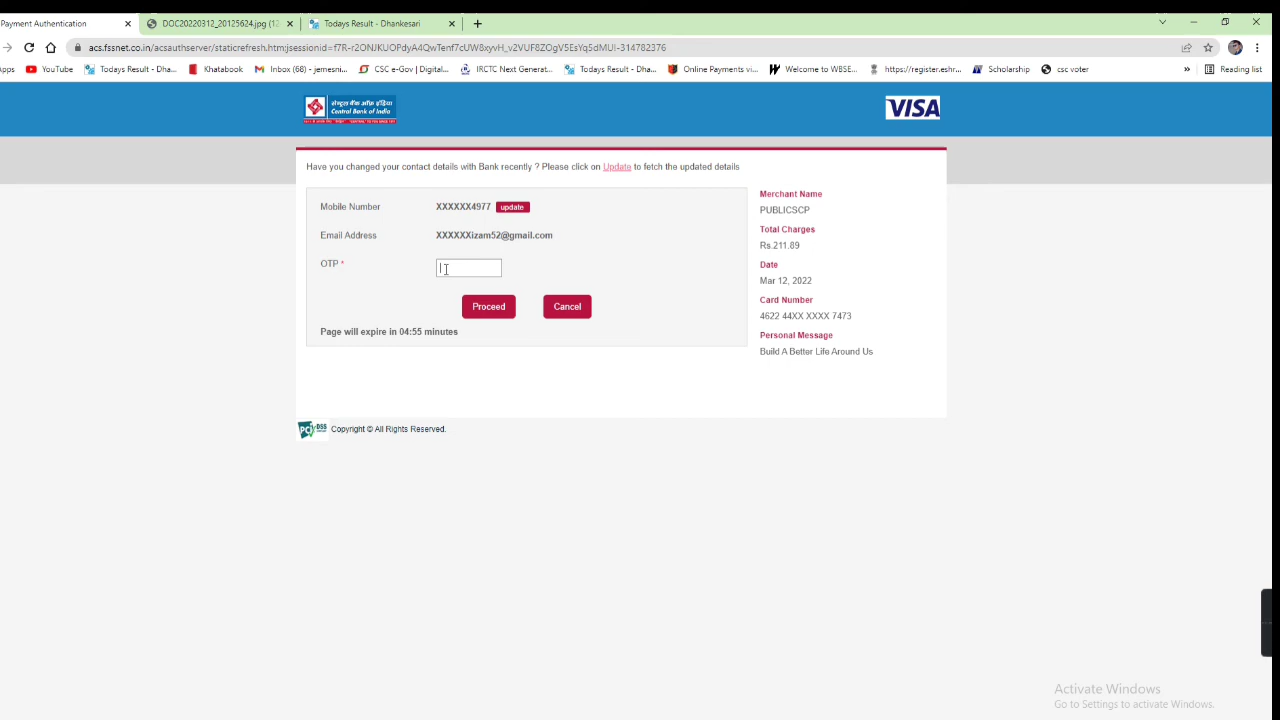 Payment Authentication
DOC20220312_20125624.jpg (12
Todays Result - Dhankesari
acs.fssnet.co.in/acsauthserver/staticrefresh.htm;jsessionid=f7R-r2ONJKUOPdyA4QwTenf7cUW8xyvH_v2VUF8ZOgV5EsYq5dMUI-314782376
Apps YouTube Todays Result - Dha... Khatabook Inbox (68) - jemesni... CSC e-Gov | Digital... IRCTC Next Generat... Todays Result - Dha... Online Payments vi... Welcome to WBSE... https://register.eshr... Scholarship csc voter » Reading list
सेन्ट्रल बैंक ऑफ इंडिया
Central Bank of India
VISA
Have you changed your contact details with Bank recently ? Please click on Update to fetch the updated details
Mobile Number XXXXXX4977 update
Email Address XXXXXXizam52@gmail.com
OTP *
Proceed Cancel
Page will expire in 04:55 minutes
Merchant Name
PUBLICSCP
Total Charges
Rs.211.89
Date
Mar 12, 2022
Card Number
4622 44XX XXXX 7473
Personal Message
Build A Better Life Around Us
PCI DSS Copyright © All Rights Reserved.
Activate Windows
Go to Settings to activate Windows.